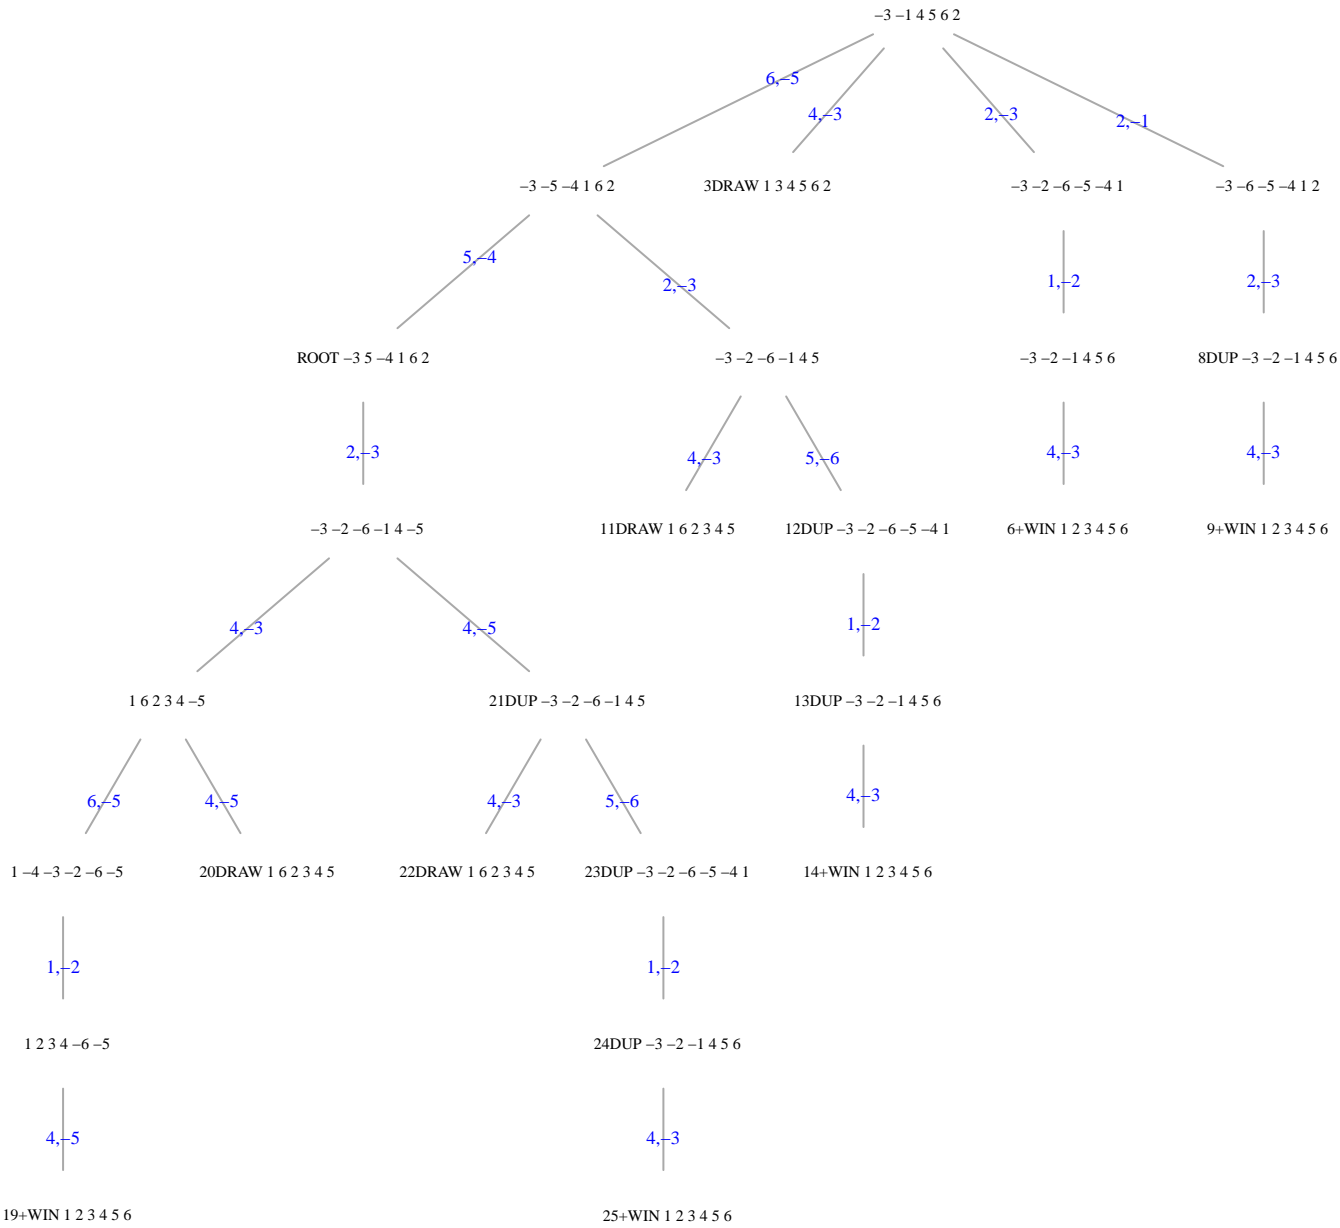 –3 –1 4 5 6 2
6,–5
4,–3
2,–3
2,–1
–3 –5 –4 1 6 2
3DRAW 1 3 4 5 6 2
–3 –2 –6 –5 –4 1
–3 –6 –5 –4 1 2
5,–4
2,–3
1,–2
2,–3
ROOT –3 5 –4 1 6 2
–3 –2 –6 –1 4 5
–3 –2 –1 4 5 6
8DUP –3 –2 –1 4 5 6
2,–3
4,–3
5,–6
4,–3
4,–3
–3 –2 –6 –1 4 –5
11DRAW 1 6 2 3 4 5
12DUP –3 –2 –6 –5 –4 1
6+WIN 1 2 3 4 5 6
9+WIN 1 2 3 4 5 6
4,–3
4,–5
1,–2
1 6 2 3 4 –5
21DUP –3 –2 –6 –1 4 5
13DUP –3 –2 –1 4 5 6
6,–5
4,–5
4,–3
5,–6
4,–3
1 –4 –3 –2 –6 –5
20DRAW 1 6 2 3 4 5
22DRAW 1 6 2 3 4 5
23DUP –3 –2 –6 –5 –4 1
14+WIN 1 2 3 4 5 6
1,–2
1,–2
1 2 3 4 –6 –5
24DUP –3 –2 –1 4 5 6
4,–5
4,–3
19+WIN 1 2 3 4 5 6
25+WIN 1 2 3 4 5 6